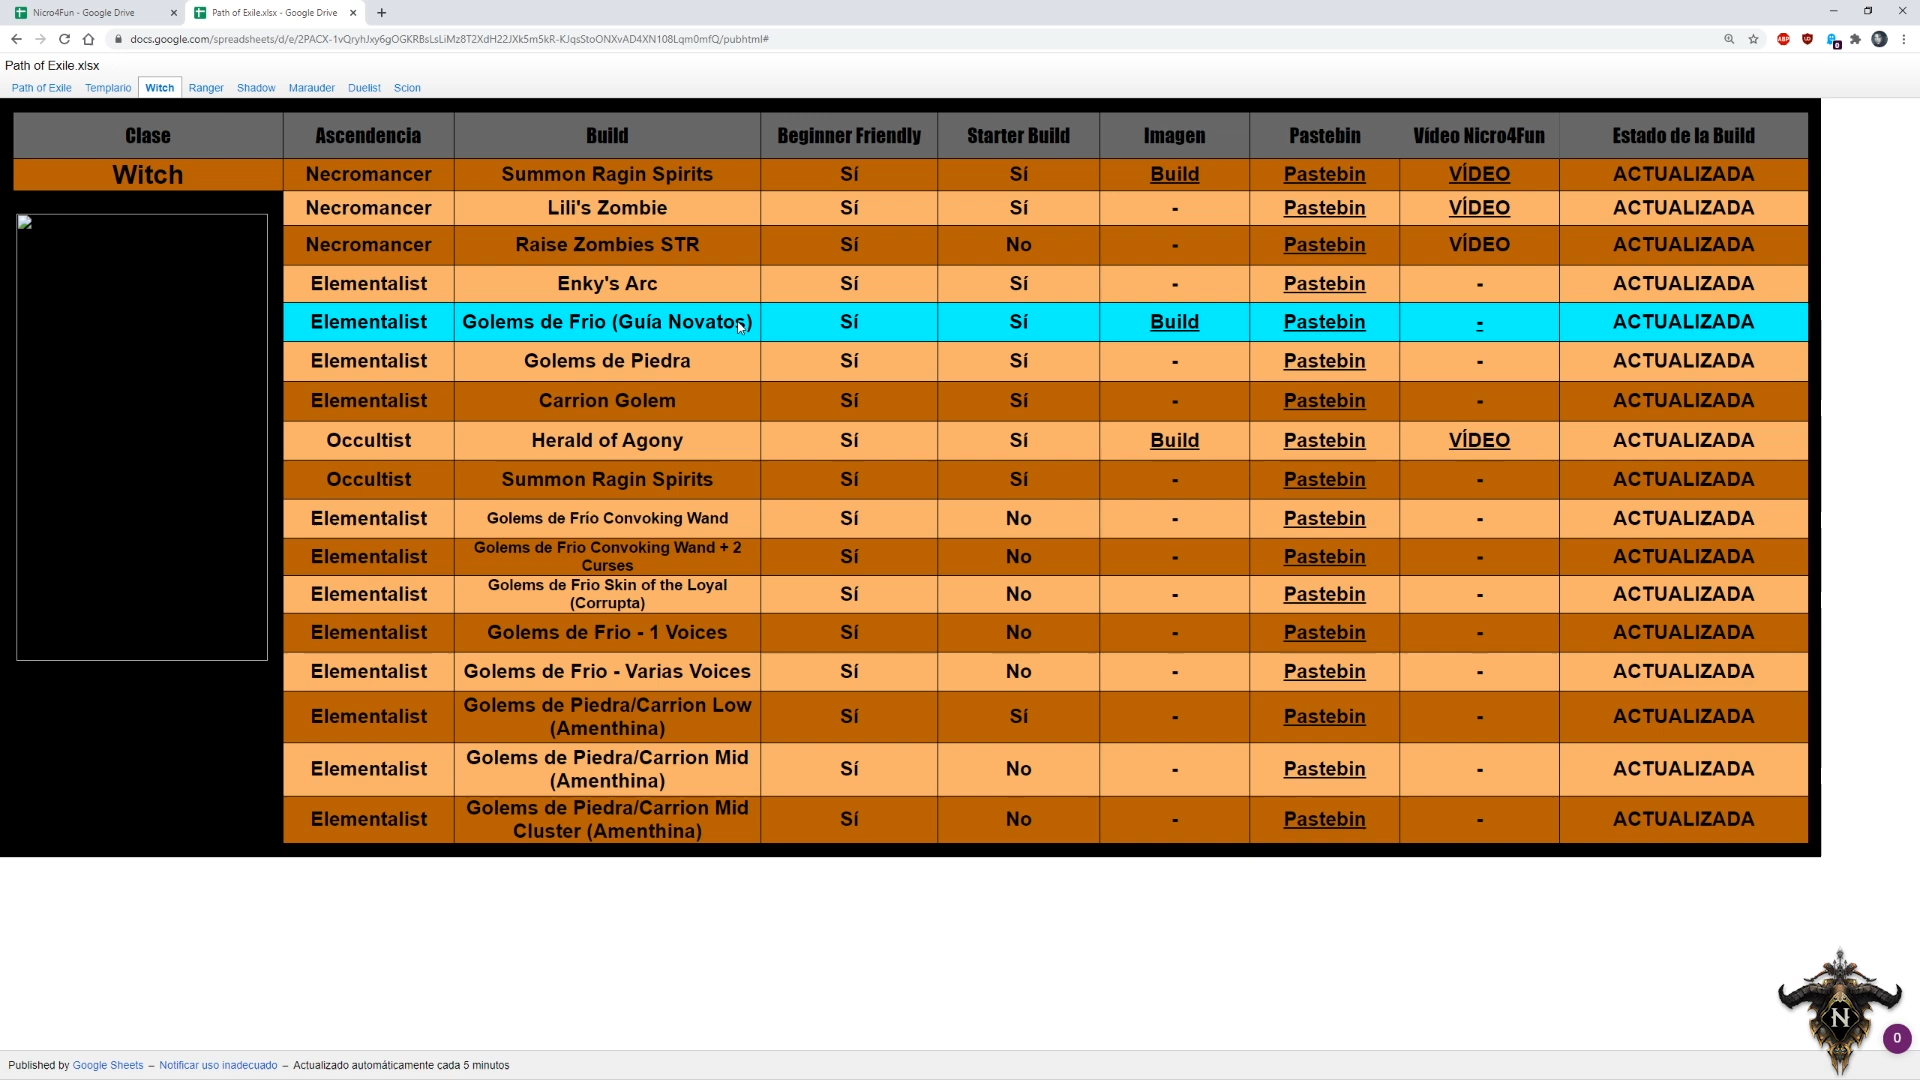 Nicro4Fun - Google Drive
Path of Exile.xlsx - Google Drive
docs.google.com/spreadsheets/d/e/2PACX-1vQryhJxy6gOGKRBsLsLiMz8T2XdH22JXk5m5kR-KJqsStoONXvAD4XN108Lqm0mfQ/pubhtml#
ABP
0
Path of Exile.xlsx
Path of Exile Templario Witch Ranger Shadow Marauder Duelist Scion
Clase Ascendencia Build Beginner Friendly Starter Build Imagen Pastebin Vídeo Nicro4Fun Estado de la Build
Witch Necromancer Summon Ragin Spirits Sí Sí Build Pastebin VÍDEO ACTUALIZADA
Necromancer Lili's Zombie Sí Sí - Pastebin VÍDEO ACTUALIZADA
Necromancer Raise Zombies STR Sí No - Pastebin VÍDEO ACTUALIZADA
Elementalist Enky's Arc Sí Sí - Pastebin - ACTUALIZADA
Elementalist Golems de Frio (Guía Novatos) Sí Sí Build Pastebin - ACTUALIZADA
Elementalist Golems de Piedra Sí Sí - Pastebin - ACTUALIZADA
Elementalist Carrion Golem Sí Sí - Pastebin - ACTUALIZADA
Occultist Herald of Agony Sí Sí Build Pastebin VÍDEO ACTUALIZADA
Occultist Summon Ragin Spirits Sí Sí - Pastebin - ACTUALIZADA
Elementalist Golems de Frío Convoking Wand Sí No - Pastebin - ACTUALIZADA
Elementalist Golems de Frio Convoking Wand + 2
Curses Sí No - Pastebin - ACTUALIZADA
Elementalist Golems de Frio Skin of the Loyal
(Corrupta) Sí No - Pastebin - ACTUALIZADA
Elementalist Golems de Frio - 1 Voices Sí No - Pastebin - ACTUALIZADA
Elementalist Golems de Frio - Varias Voices Sí No - Pastebin - ACTUALIZADA
Elementalist Golems de Piedra/Carrion Low
(Amenthina) Sí Sí - Pastebin - ACTUALIZADA
Elementalist Golems de Piedra/Carrion Mid
(Amenthina) Sí No - Pastebin - ACTUALIZADA
Elementalist Golems de Piedra/Carrion Mid
Cluster (Amenthina) Sí No - Pastebin - ACTUALIZADA
N
0
Published by Google Sheets – Notificar uso inadecuado – Actualizado automáticamente cada 5 minutos